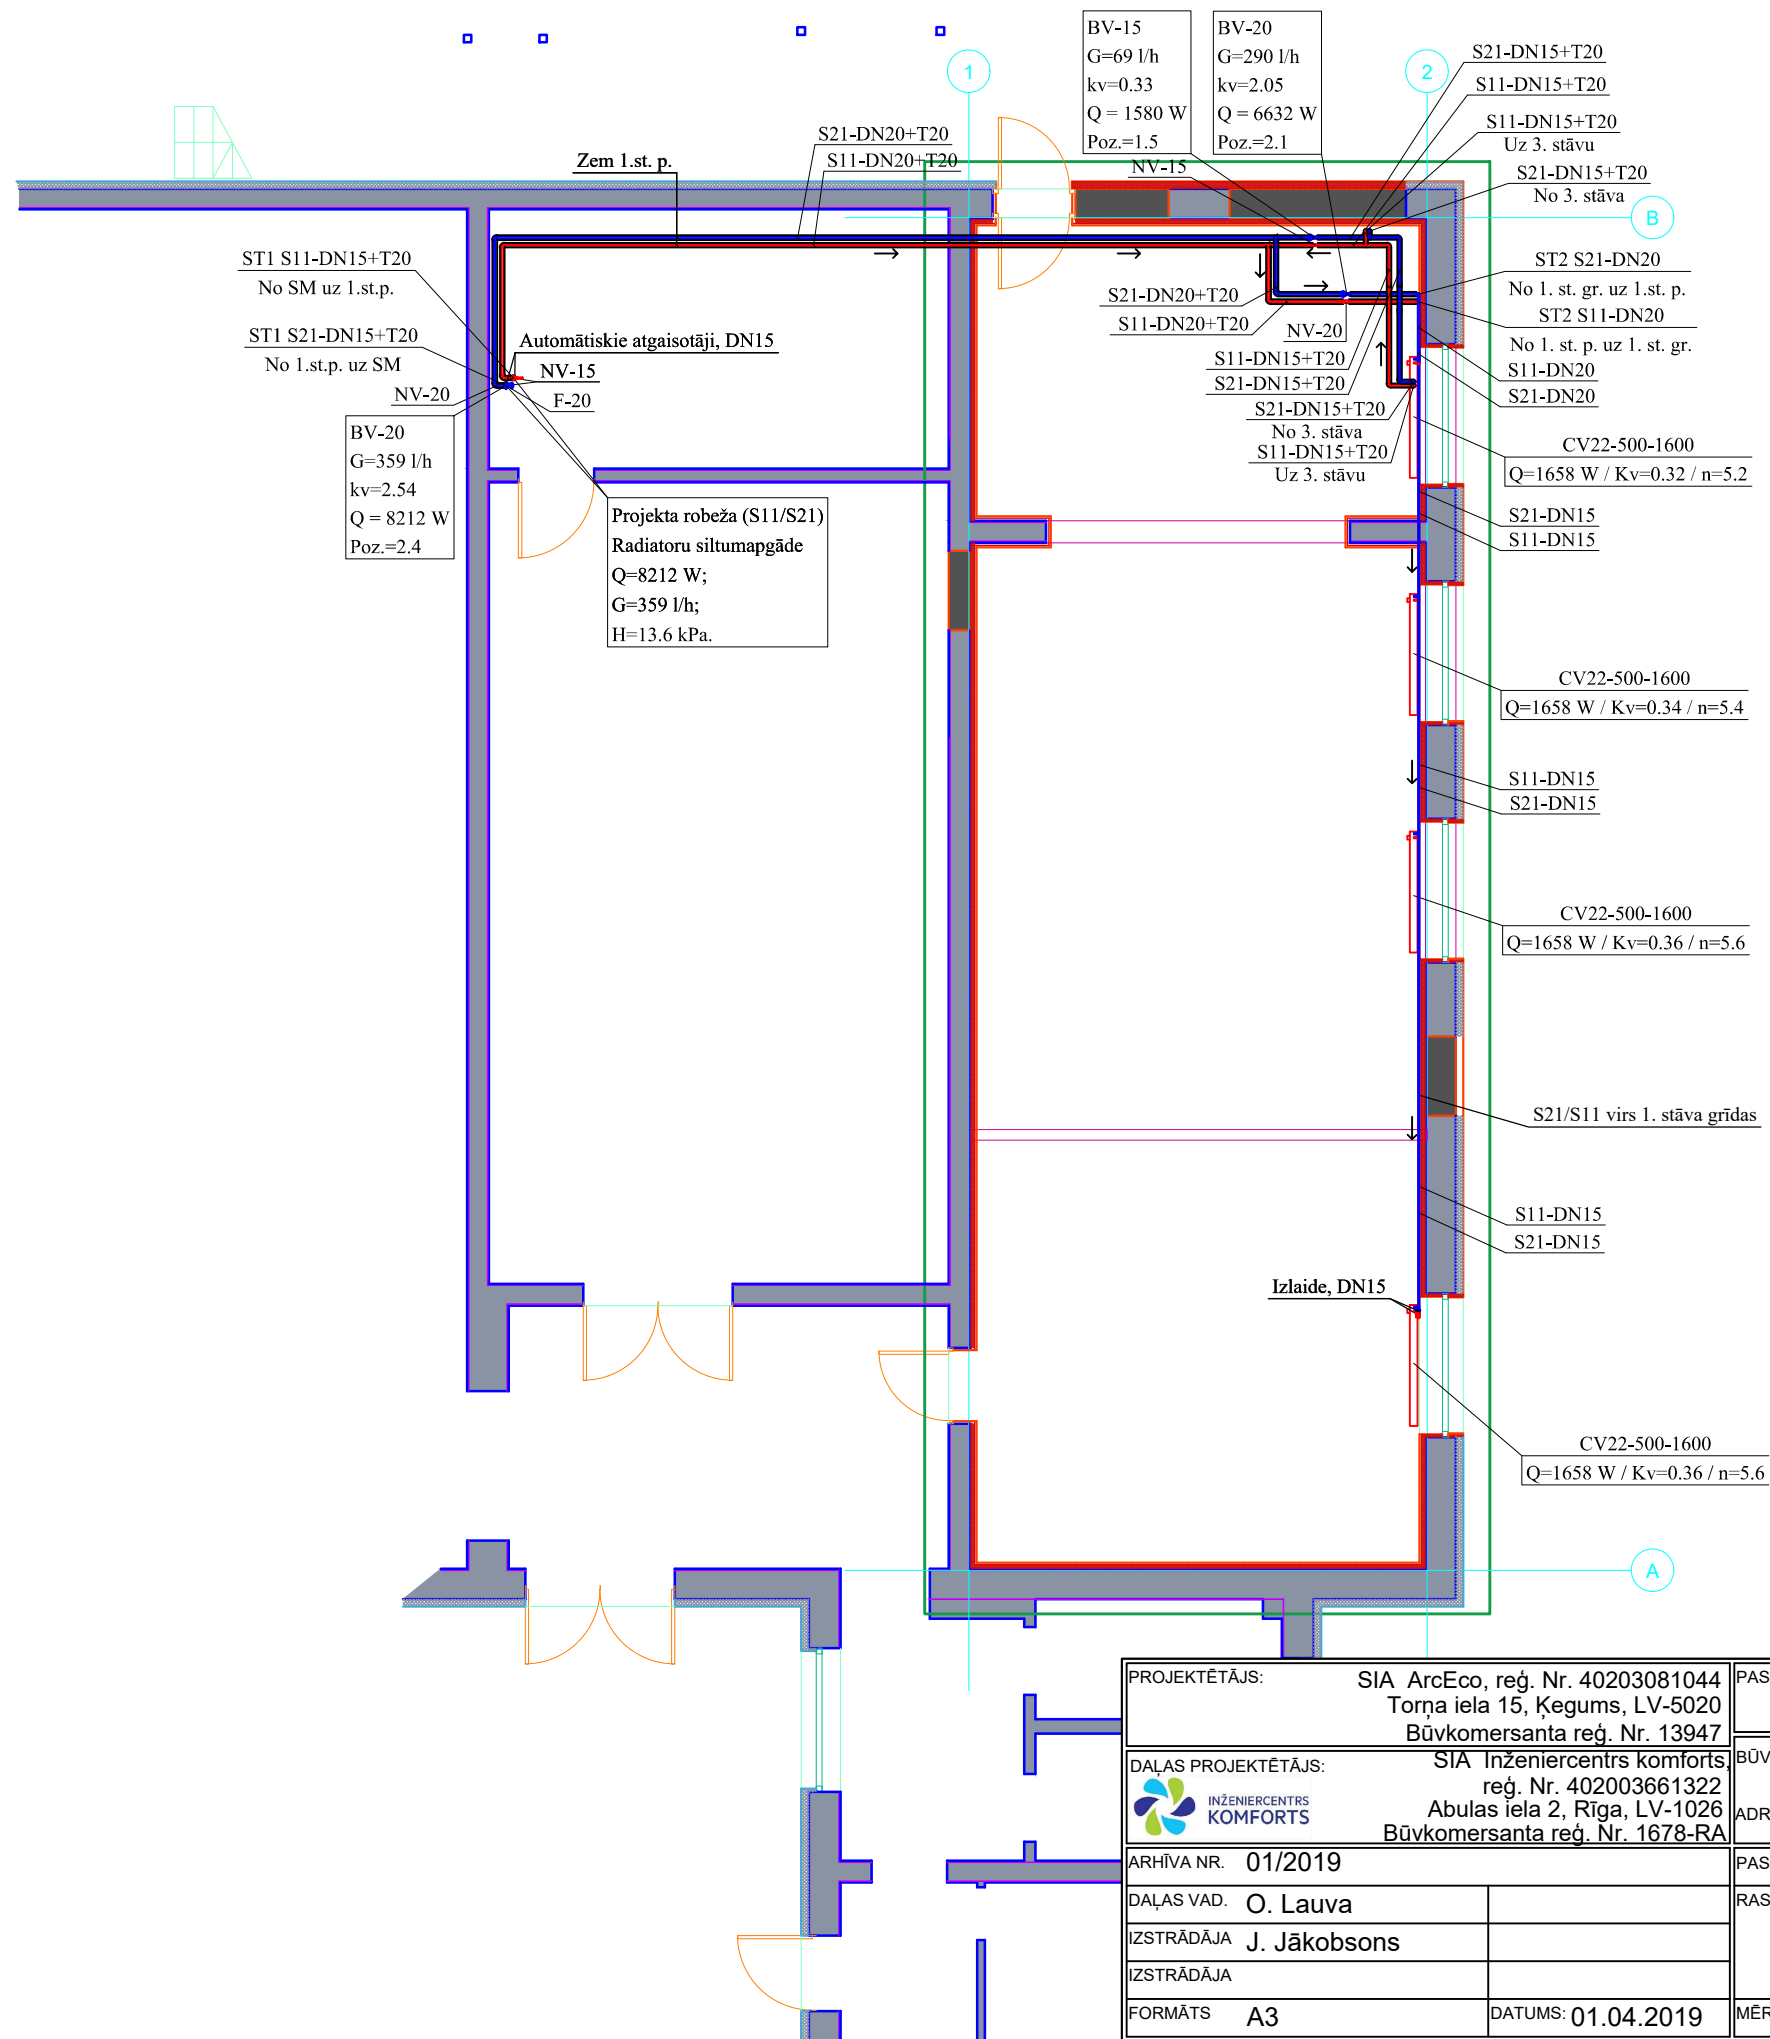 BV-15
G=69 l/h
kv=0.33
Q = 1580 W
Poz.=1.5
BV-20
G=290 l/h
kv=2.05
Q = 6632 W
Poz.=2.1
1
2
S21-DN15+T20
S11-DN15+T20
S11-DN15+T20
Uz 3. stāvu
S21-DN15+T20
No 3. stāva
B
S21-DN20+T20
S11-DN20+T20
Zem 1.st. p.
NV-15
ST1 S11-DN15+T20
No SM uz 1.st.p.
ST1 S21-DN15+T20
No 1.st.p. uz SM
Automātiskie atgaisotāji, DN15
NV-15
NV-20
F-20
BV-20
G=359 l/h
kv=2.54
Q = 8212 W
Poz.=2.4
Projekta robeža (S11/S21)
Radiatoru siltumapgāde
Q=8212 W;
G=359 l/h;
H=13.6 kPa.
S21-DN20+T20
S11-DN20+T20
NV-20
S11-DN15+T20
S21-DN15+T20
S21-DN15+T20
No 3. stāva
S11-DN15+T20
Uz 3. stāvu
ST2 S21-DN20
No 1. st. gr. uz 1.st. p.
ST2 S11-DN20
No 1. st. p. uz 1. st. gr.
S11-DN20
S21-DN20
CV22-500-1600
Q=1658 W / Kv=0.32 / n=5.2
S21-DN15
S11-DN15
CV22-500-1600
Q=1658 W / Kv=0.34 / n=5.4
S11-DN15
S21-DN15
CV22-500-1600
Q=1658 W / Kv=0.36 / n=5.6
S21/S11 virs 1. stāva grīdas
S11-DN15
S21-DN15
Izlaide, DN15
CV22-500-1600
Q=1658 W / Kv=0.36 / n=5.6
A
PROJEKTĒTĀJS: SIA ArcEco, reģ. Nr. 40203081044
Torņa iela 15, Ķegums, LV-5020
Būvkomersanta reģ. Nr. 13947
PAS
DAĻAS PROJEKTĒTĀJS: SIA Inženiercentrs komforts,
reģ. Nr. 402003661322
Abulas iela 2, Rīga, LV-1026
Būvkomersanta reģ. Nr. 1678-RA
INŽENIERCENTRS
KOMFORTS
BŪV
ADR
ARHĪVA NR. 01/2019
PAS
DAĻAS VAD. O. Lauva
RAS
IZSTRĀDĀJA J. Jākobsons
IZSTRĀDĀJA
FORMĀTS A3 DATUMS: 01.04.2019
MĒR